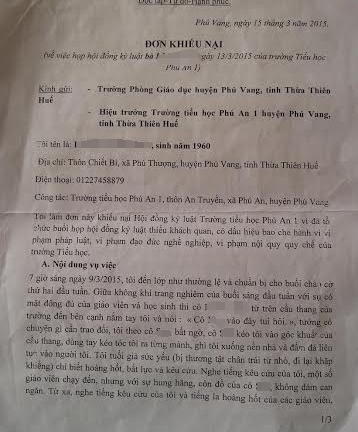 Độc lập-Tự do-Hạnh phúc
Phú Vang, ngày 15 tháng 3 năm 2015.
ĐƠN KHIẾU NẠI
(về việc họp hội đồng kỷ luật bà l ngày 13/3/2015 của trường Tiểu học
Phú An 1)
Kính gửi: - Trưởng Phòng Giáo dục huyện Phú Vang, tỉnh Thừa Thiên
Huế
- Hiệu trưởng Trường tiểu học Phú An 1 huyện Phú Vang,
tỉnh Thừa Thiên Huế
Tôi tên là: , sinh năm 1960
Địa chỉ: Thôn Chiết Bi, xã Phú Thượng, huyện Phú Vang, tỉnh Thừa Thiên Huế
Điện thoại: 01227458879
Công tác: Trường tiểu học Phú An 1, thôn An Truyền, xã Phú An, huyện Phú Vang
Tôi làm đơn này khiếu nại Hội đồng kỷ luật Trường tiểu học Phú An 1 vì đã tổ
chức buổi họp hội đồng kỷ luật thiếu khách quan, có dấu hiệu bao che hành vi vi
phạm pháp luật, vi phạm đạo đức nghề nghiệp, vi phạm nội quy quy chế của
trường Tiểu học.
A. Nội dung vụ việc
7 giờ sáng ngày 9/3/2015, tôi đến lớp như thường lệ và chuẩn bị cho buổi chào cờ
thứ hai đầu tuần. Giữa không khí trang nghiêm của buổi sáng đầu tuần với sự có
mặt đông đủ của giáo viên và học sinh thì cô từ trên cầu thang của
trường đến bên cạnh nắm tay tôi và nói : « Cô vào đây tui hỏi. », tưởng có
chuyện gì cần trao đổi, tôi theo cô bất ngờ, cô kéo tôi vào góc khuất của
cầu thang, dùng tay kéo tóc tôi ra từng mảnh, ghì tôi xuống nền nhà và đấm đá liên
tục vào người tôi. Tôi tuổi già sức yếu (bị thương tật chân trái từ nhỏ, đi lại khập
khiễng) chỉ biết hoảng hốt, bất lực và kêu cứu. Nghe tiếng kêu cứu của tôi, một số
giáo viên chạy đến, nhưng với sự hung hăng, côn đồ của cô , không dám can
ngăn. Từ xa, nghe tiếng kêu cứu của tôi và tiếng la hoảng hốt của các giáo viên,
1/3